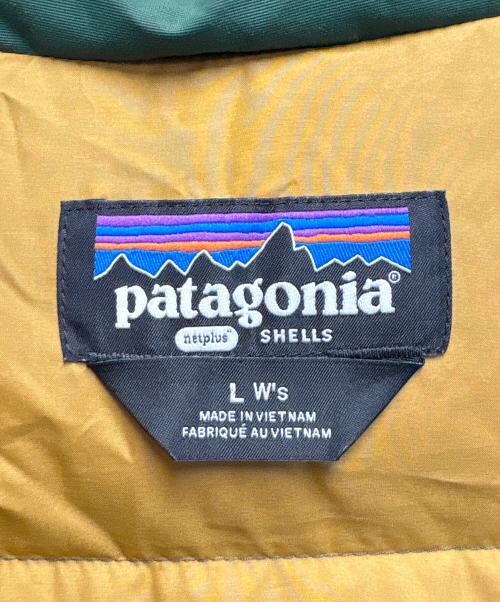 patagonia®
netplus® SHELLS
L W's
MADE IN VIETNAM
FABRIQUÉ AU VIETNAM